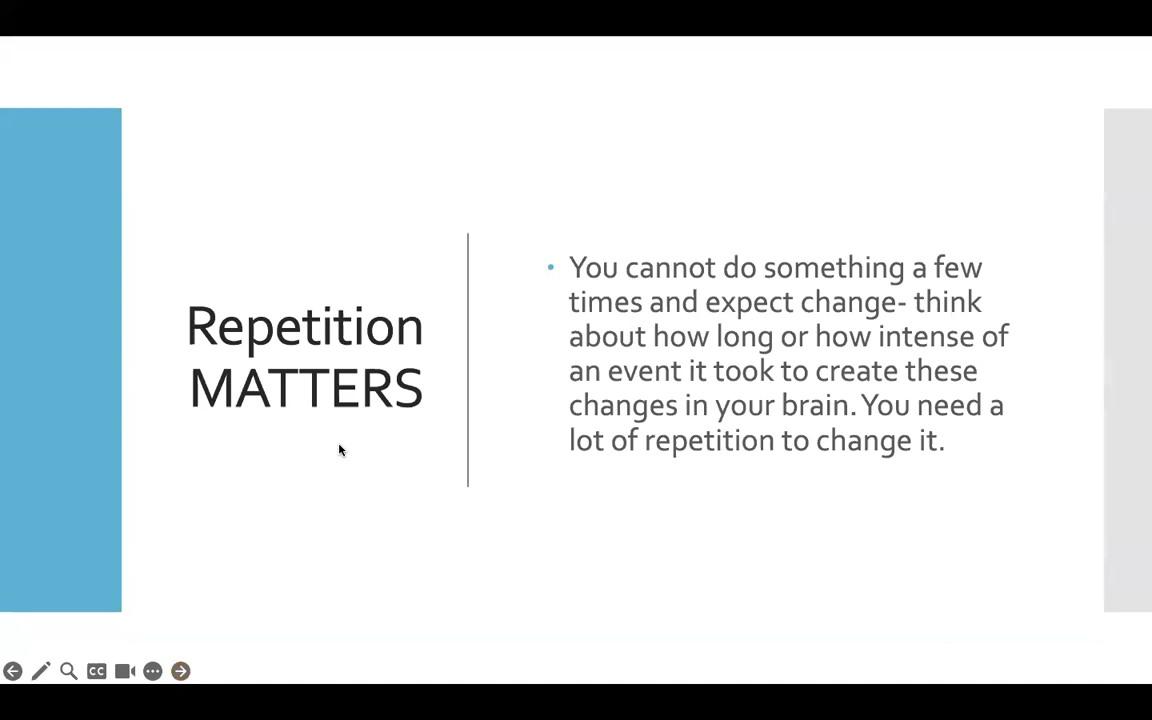 Repetition
MATTERS
• You cannot do something a few
times and expect change- think
about how long or how intense of
an event it took to create these
changes in your brain. You need a
lot of repetition to change it.
CC